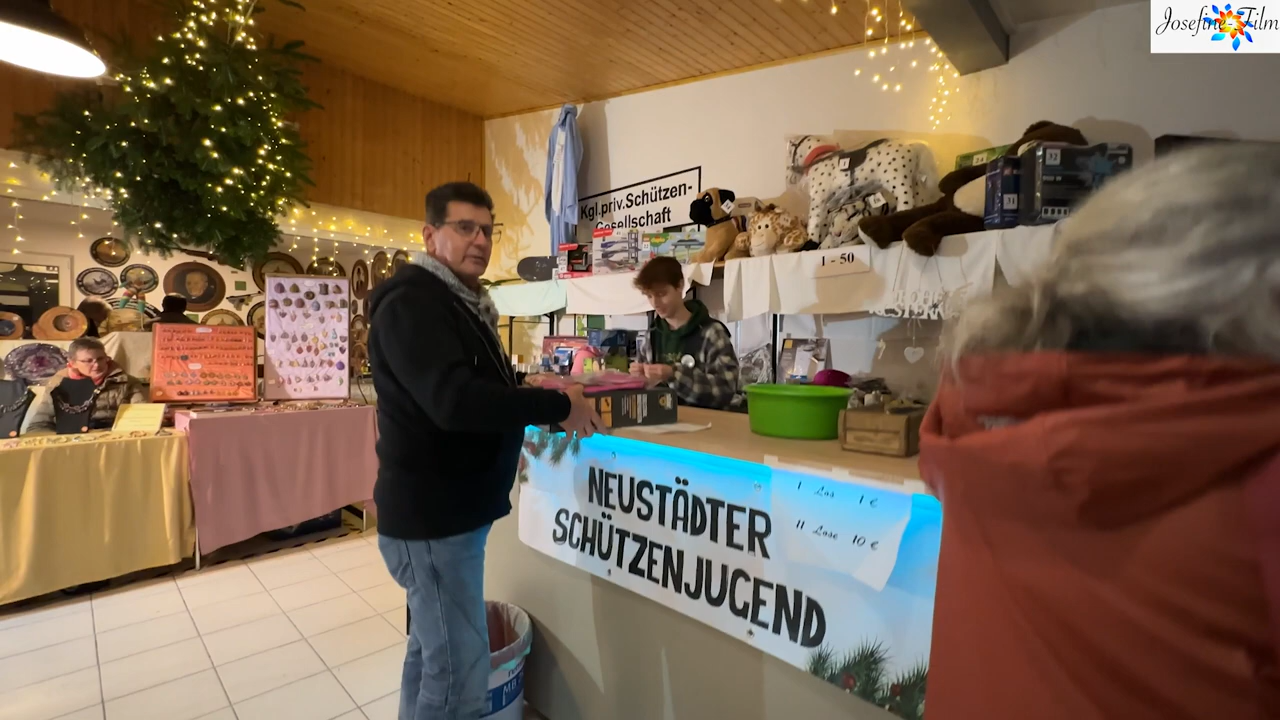 Josefine-Film
Kgl.priv.Schützen-
Gesellschaft
1 - 50
NEUSTÄDTER
SCHÜTZENJUGEND
1 Los 1 €
11 Lose 10 €